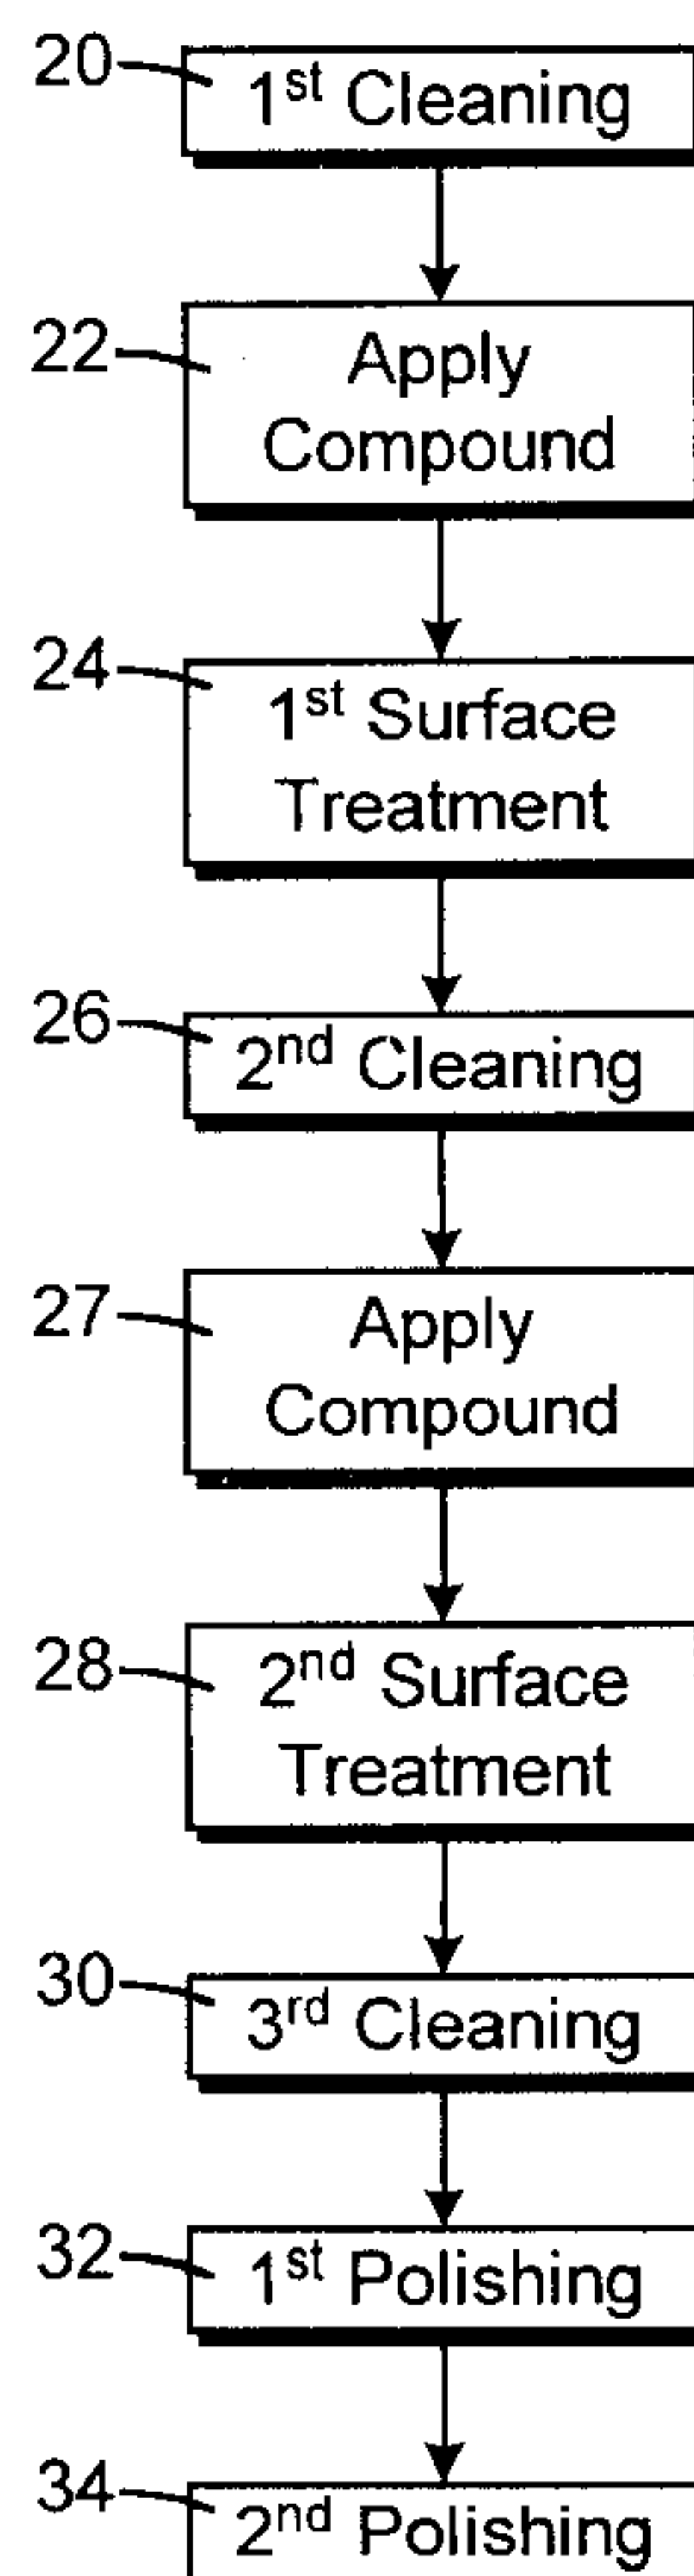 20 1st Cleaning
22 Apply
Compound
24 1st Surface
Treatment
26 2nd Cleaning
27 Apply
Compound
28 2nd Surface
Treatment
30 3rd Cleaning
32 1st Polishing
34 2nd Polishing